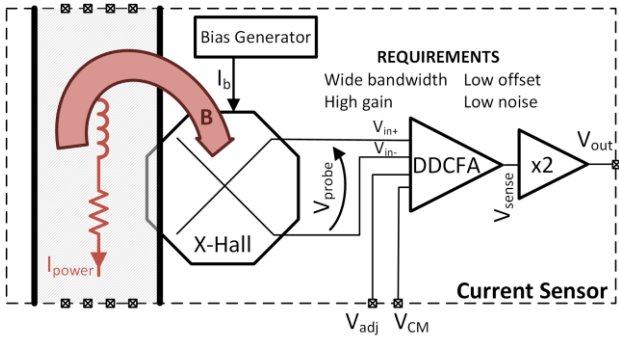 Bias Generator
I_b
REQUIREMENTS
Wide bandwidth Low offset
High gain Low noise
B
V_in+
V_in-
V_probe
DDCFA
V_sense
x2
V_out
X-Hall
I_power
Current Sensor
V_adj
V_CM